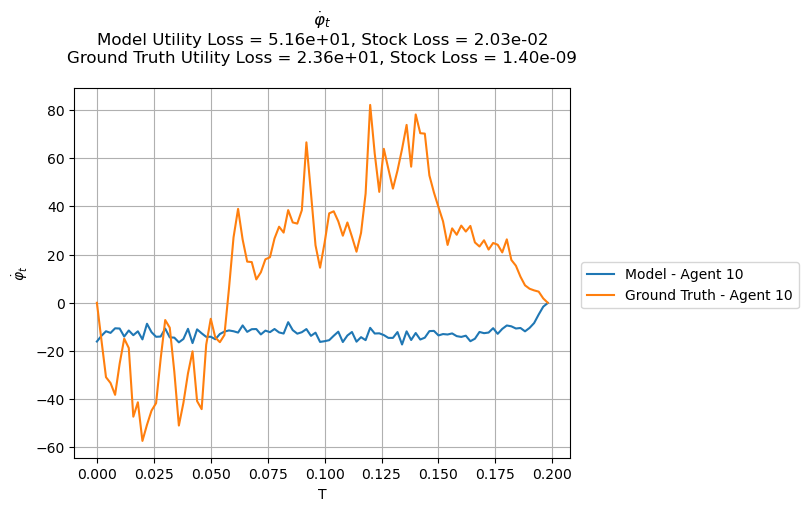 φ̇ₜ
Model Utility Loss = 5.16e+01, Stock Loss = 2.03e-02
Ground Truth Utility Loss = 2.36e+01, Stock Loss = 1.40e-09
80
60
40
20
0
−20
−40
−60
φ̇ₜ
0.000 0.025 0.050 0.075 0.100 0.125 0.150 0.175 0.200
T
Model - Agent 10
Ground Truth - Agent 10